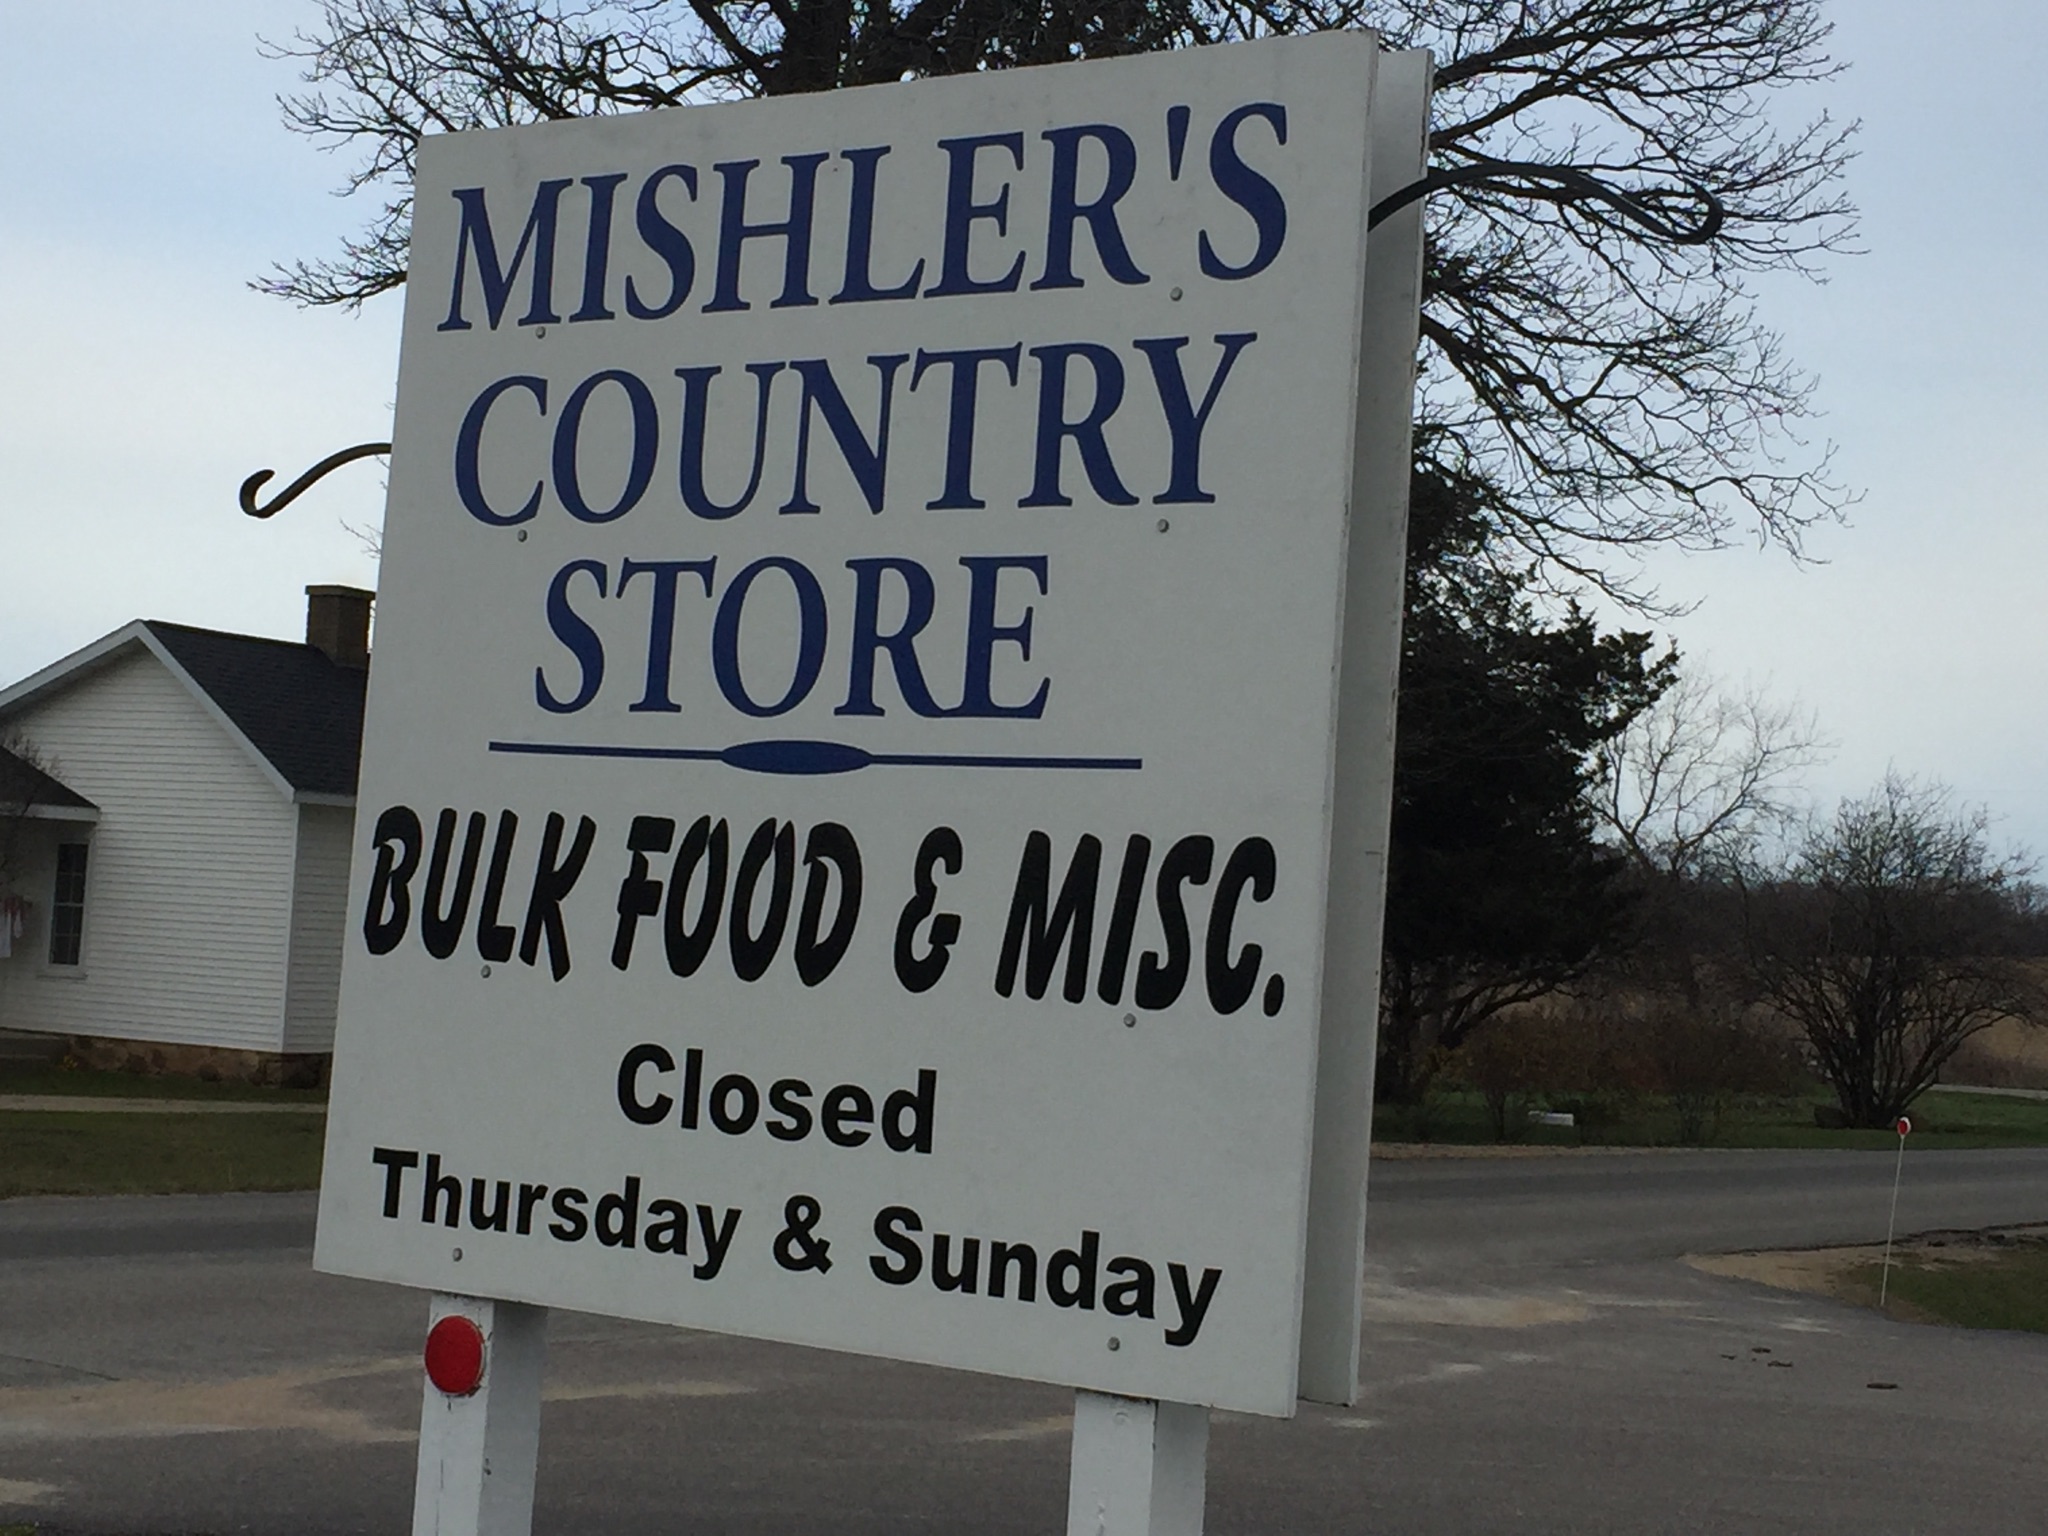 MISHLER'S
COUNTRY
STORE
BULK FOOD & MISC.
Closed
Thursday & Sunday